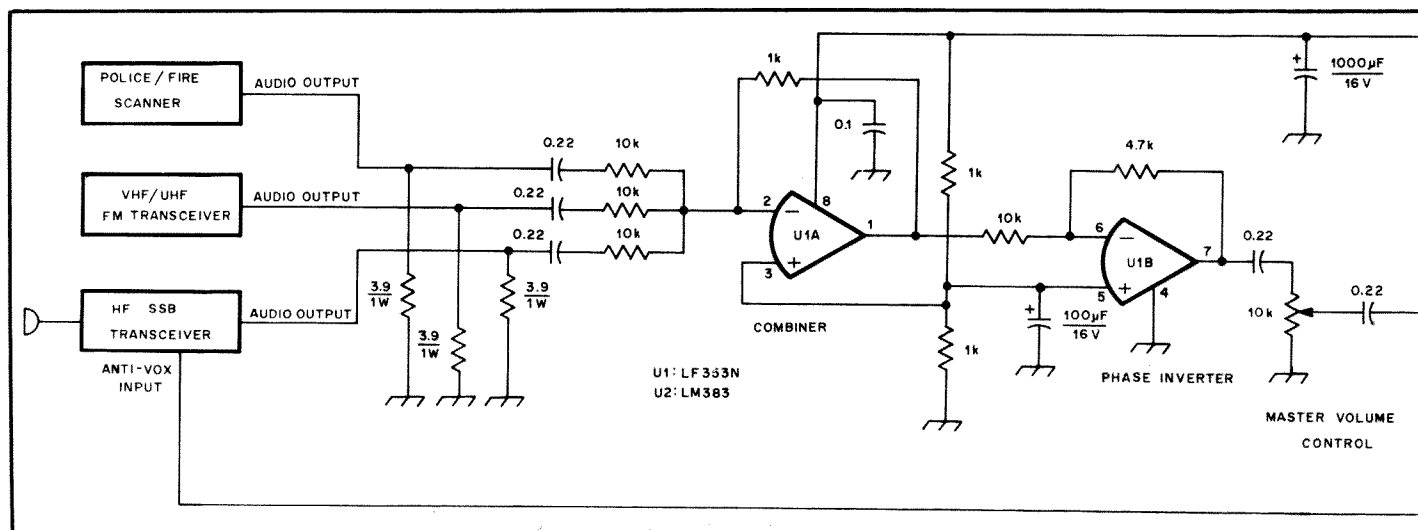 POLICE/FIRE
SCANNER
AUDIO OUTPUT
VHF/UHF
FM TRANSCEIVER
AUDIO OUTPUT
HF SSB
TRANSCEIVER
AUDIO OUTPUT
ANTI-VOX
INPUT
3.9
1W
3.9
1W
3.9
1W
0.22
10k
0.22
10k
0.22
10k
1k
0.1
2
−
8
U1A
1
3
+
COMBINER
U1: LF353N
U2: LM383
1k
1k
+
100µF
16V
10k
4.7k
6
−
U1B
7
5
+
4
PHASE INVERTER
+
1000µF
16V
0.22
10k
0.22
MASTER VOLUME
CONTROL